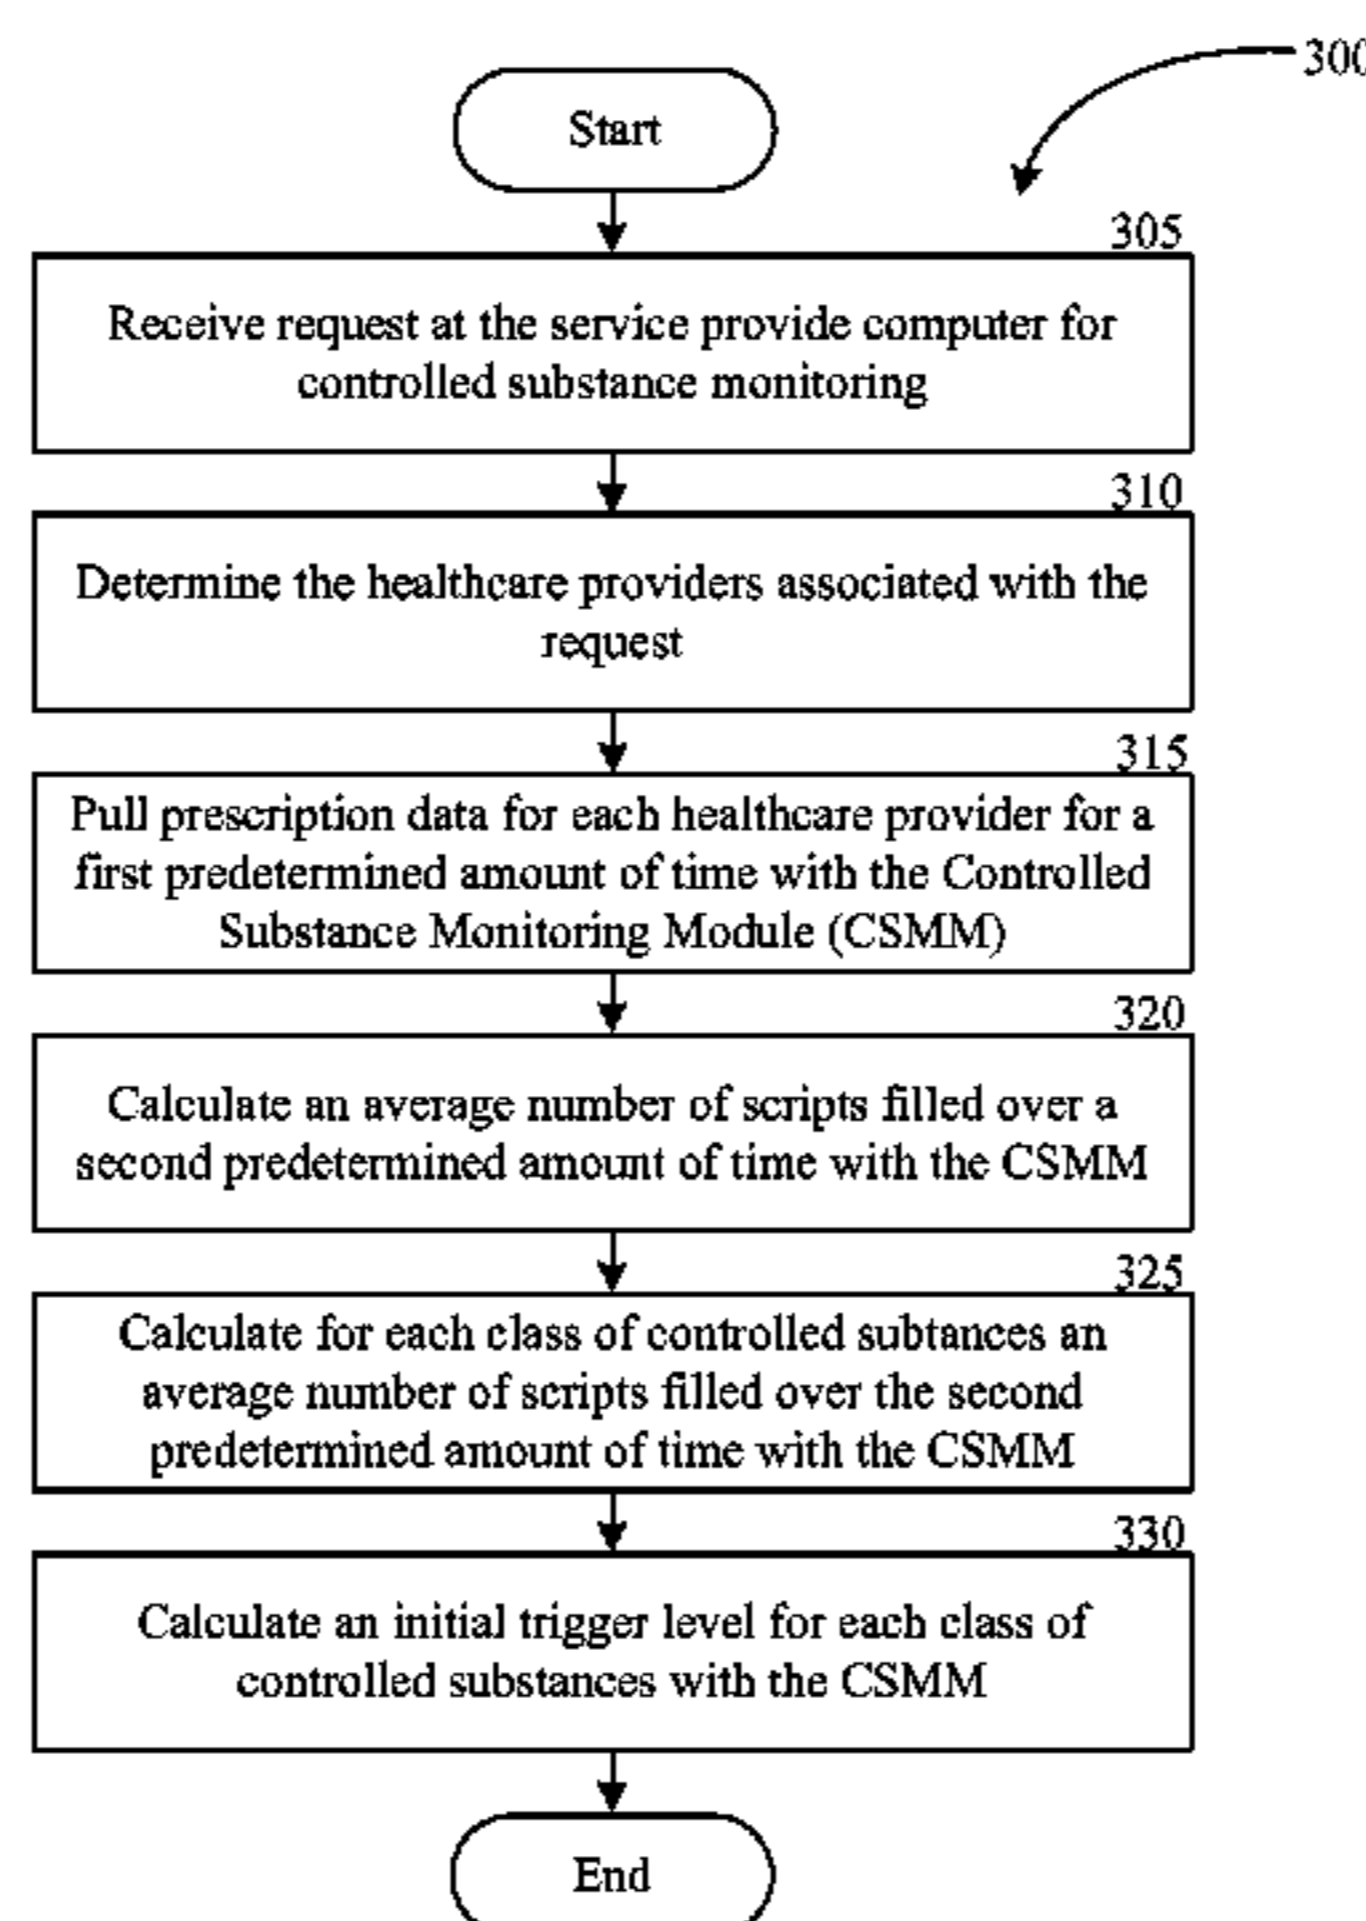 300
Start
305
Receive request at the service provide computer for
controlled substance monitoring
310
Determine the healthcare providers associated with the
request
315
Pull prescription data for each healthcare provider for a
first predetermined amount of time with the Controlled
Substance Monitoring Module (CSMM)
320
Calculate an average number of scripts filled over a
second predetermined amount of time with the CSMM
325
Calculate for each class of controlled subtances an
average number of scripts filled over the second
predetermined amount of time with the CSMM
330
Calculate an initial trigger level for each class of
controlled substances with the CSMM
End